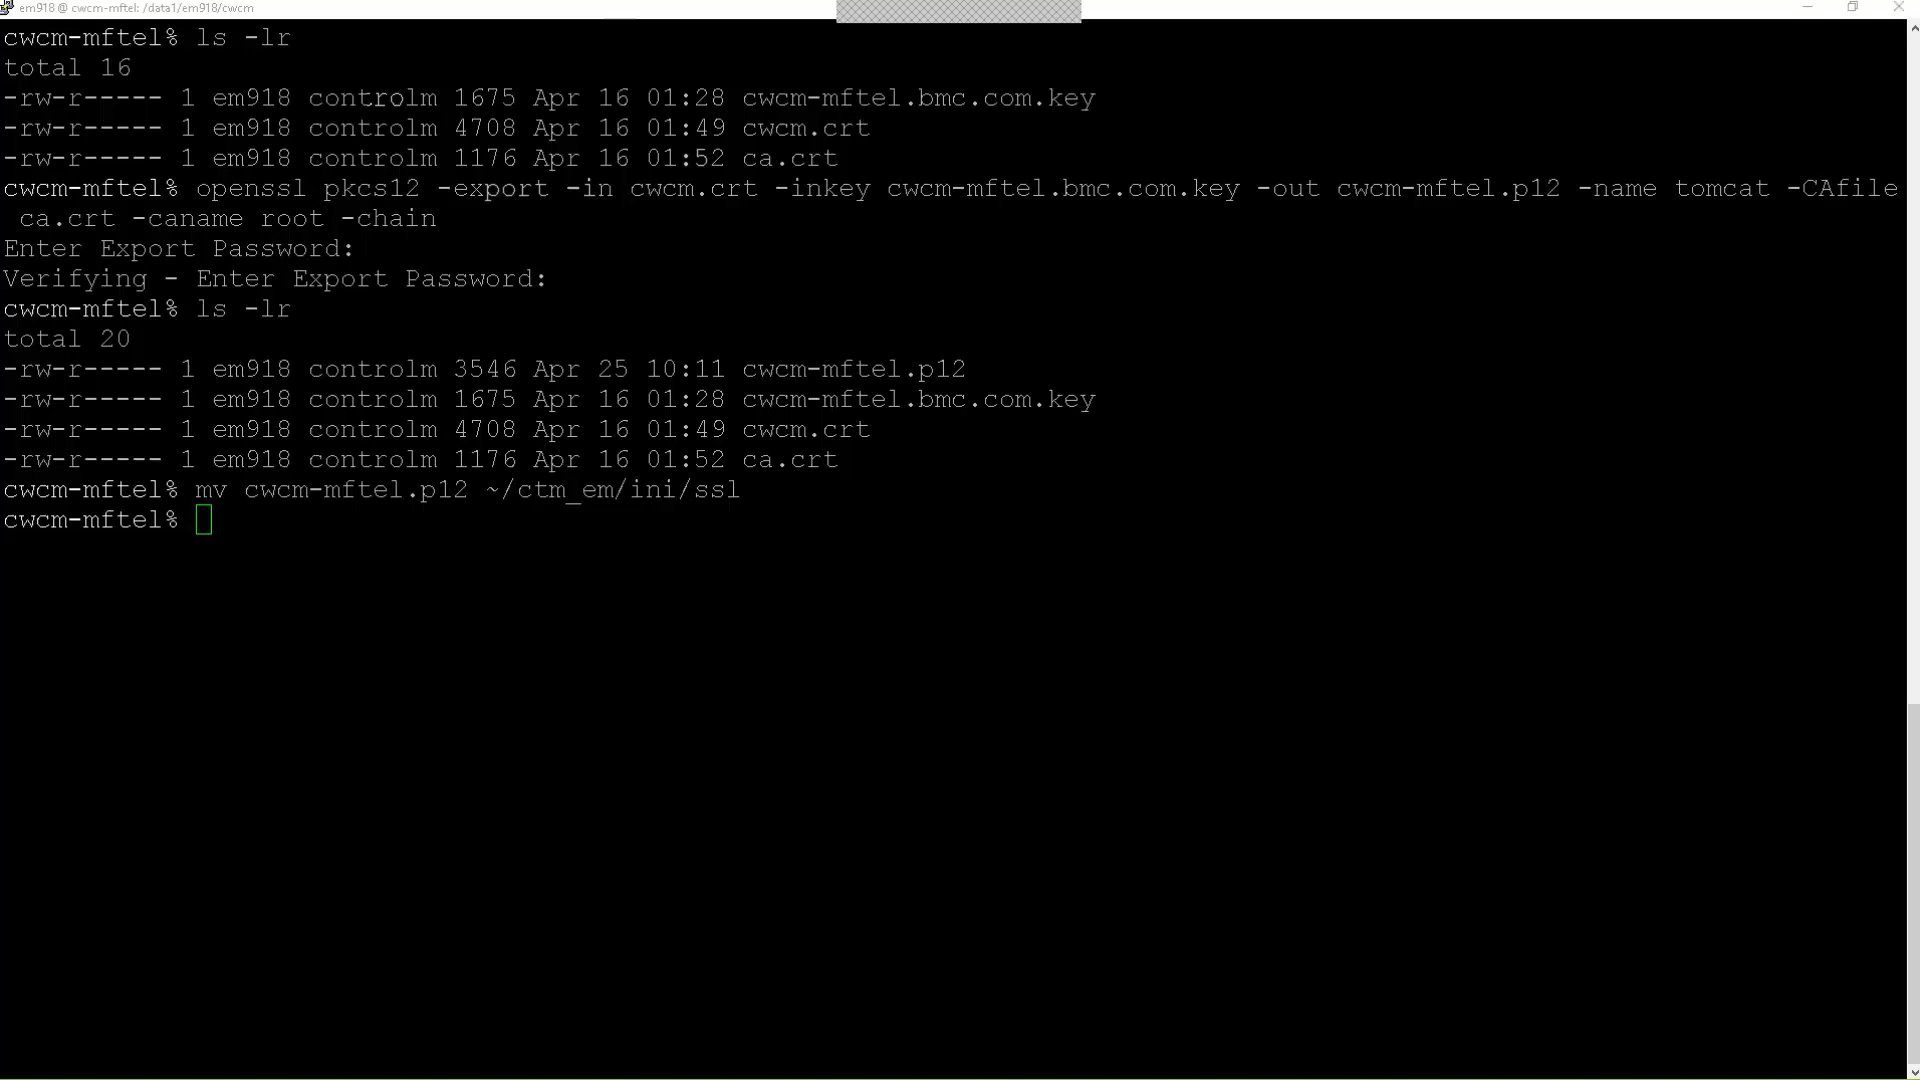 em918 @ cwcm-mftel: /data1/em918/cwcm
cwcm-mftel% ls -lr
total 16
-rw-r----- 1 em918 controlm 1675 Apr 16 01:28 cwcm-mftel.bmc.com.key
-rw-r----- 1 em918 controlm 4708 Apr 16 01:49 cwcm.crt
-rw-r----- 1 em918 controlm 1176 Apr 16 01:52 ca.crt
cwcm-mftel% openssl pkcs12 -export -in cwcm.crt -inkey cwcm-mftel.bmc.com.key -out cwcm-mftel.p12 -name tomcat -CAfile
ca.crt -caname root -chain
Enter Export Password:
Verifying - Enter Export Password:
cwcm-mftel% ls -lr
total 20
-rw-r----- 1 em918 controlm 3546 Apr 25 10:11 cwcm-mftel.p12
-rw-r----- 1 em918 controlm 1675 Apr 16 01:28 cwcm-mftel.bmc.com.key
-rw-r----- 1 em918 controlm 4708 Apr 16 01:49 cwcm.crt
-rw-r----- 1 em918 controlm 1176 Apr 16 01:52 ca.crt
cwcm-mftel% mv cwcm-mftel.p12 ~/ctm_em/ini/ssl
cwcm-mftel%